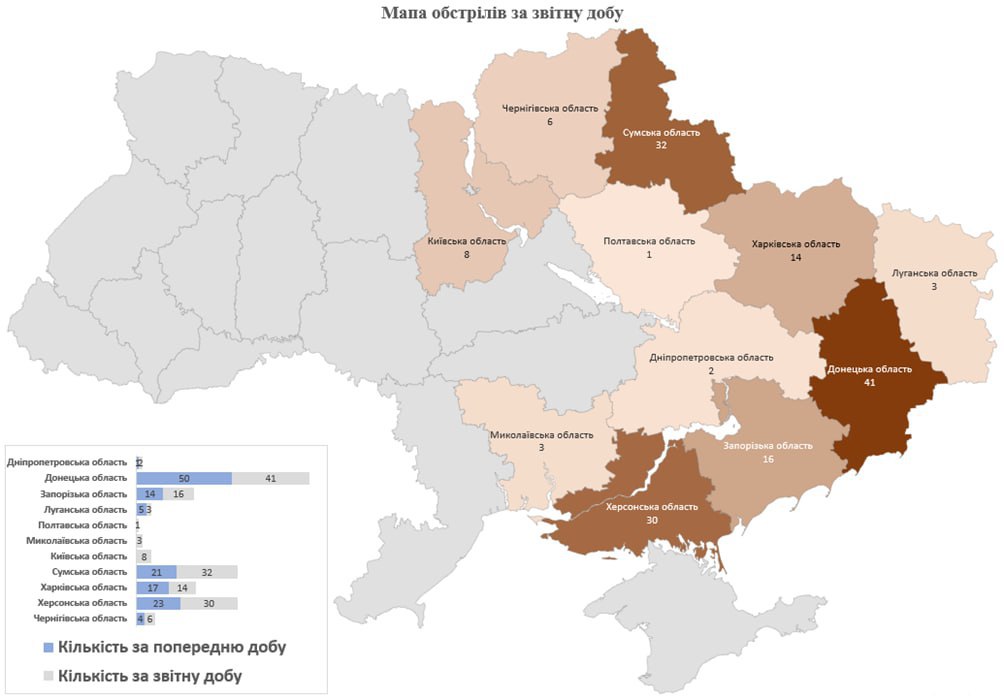 Мапа обстрілів за звітну добу
Чернігівська область
6
Сумська область
32
Київська область
8
Полтавська область
1
Харківська область
14
Луганська область
3
Дніпропетровська область
2
Донецька область
41
Миколаївська область
3
Запорізька область
16
Херсонська область
30
Дніпропетровська область 1 2
Донецька область 50 41
Запорізька область 14 16
Луганська область 5 3
Полтавська область 1
Миколаївська область 3
Київська область 8
Сумська область 21 32
Харківська область 17 14
Херсонська область 23 30
Чернігівська область 4 6
Кількість за попередню добу
Кількість за звітну добу